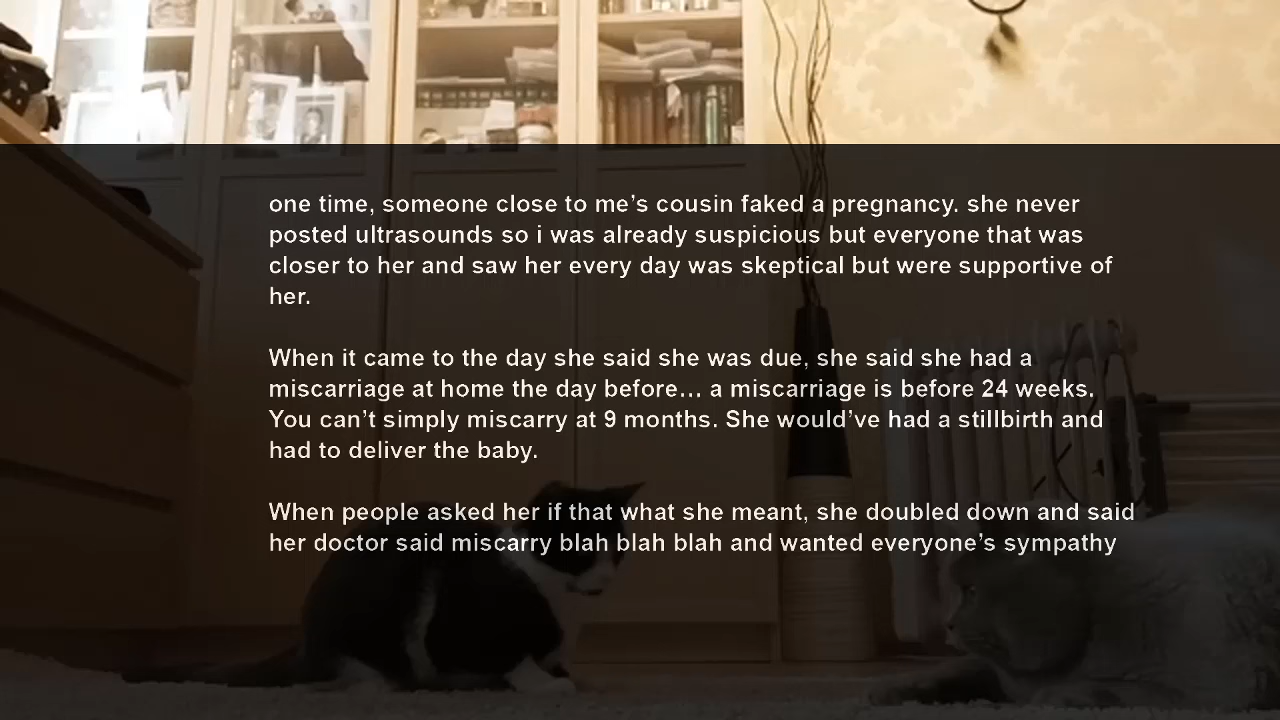 one time, someone close to me’s cousin faked a pregnancy. she never
posted ultrasounds so i was already suspicious but everyone that was
closer to her and saw her every day was skeptical but were supportive of
her.
When it came to the day she said she was due, she said she had a
miscarriage at home the day before... a miscarriage is before 24 weeks.
You can’t simply miscarry at 9 months. She would’ve had a stillbirth and
had to deliver the baby.
When people asked her if that what she meant, she doubled down and said
her doctor said miscarry blah blah blah and wanted everyone’s sympathy